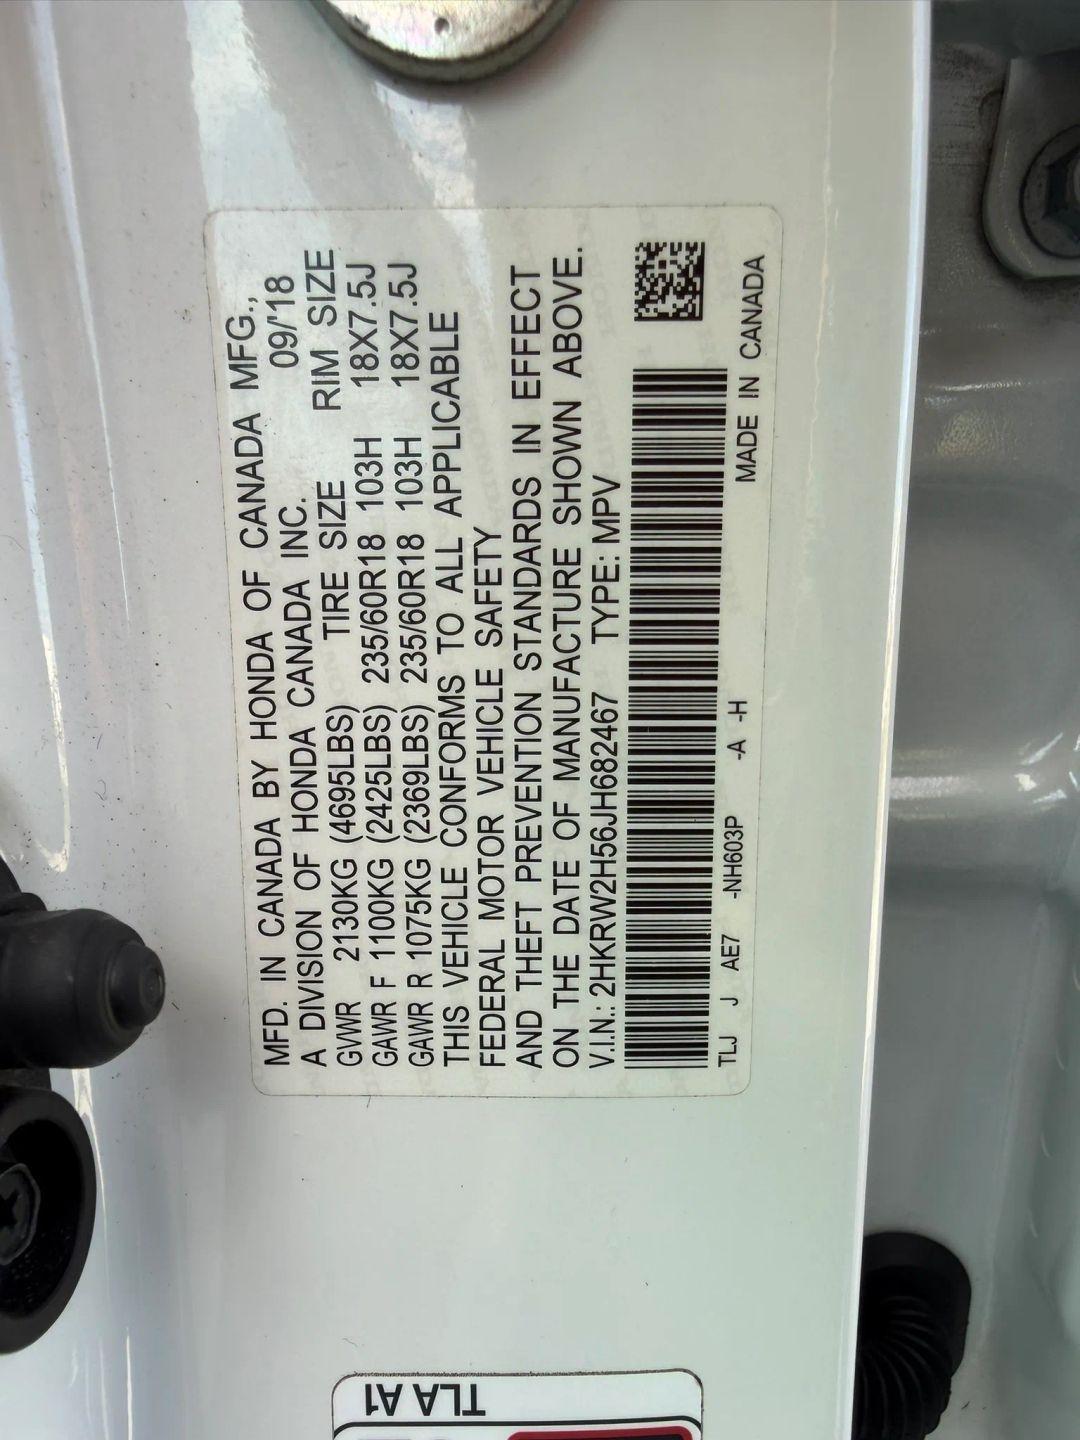 MFD. IN CANADA BY HONDA OF CANADA MFG.,
A DIVISION OF HONDA CANADA INC. 09/'18
TIRE SIZE RIM SIZE
GVWR 2130KG (4695LBS)
GAWR F 1100KG (2425LBS) 235/60R18 103H 18X7.5J
GAWR R 1075KG (2369LBS) 235/60R18 103H 18X7.5J
THIS VEHICLE CONFORMS TO ALL APPLICABLE
FEDERAL MOTOR VEHICLE SAFETY
AND THEFT PREVENTION STANDARDS IN EFFECT
ON THE DATE OF MANUFACTURE SHOWN ABOVE.
V.I.N.: 2HKRW2H56JH682467 TYPE: MPV
TLJ J AE7 -NH603P -A -H MADE IN CANADA
TLA A1